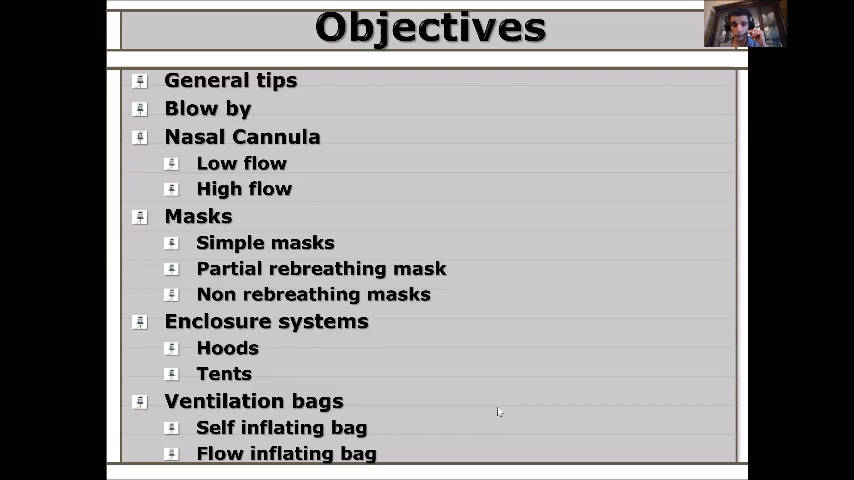 Objectives
General tips
Blow by
Nasal Cannula
Low flow
High flow
Masks
Simple masks
Partial rebreathing mask
Non rebreathing masks
Enclosure systems
Hoods
Tents
Ventilation bags
Self inflating bag
Flow inflating bag